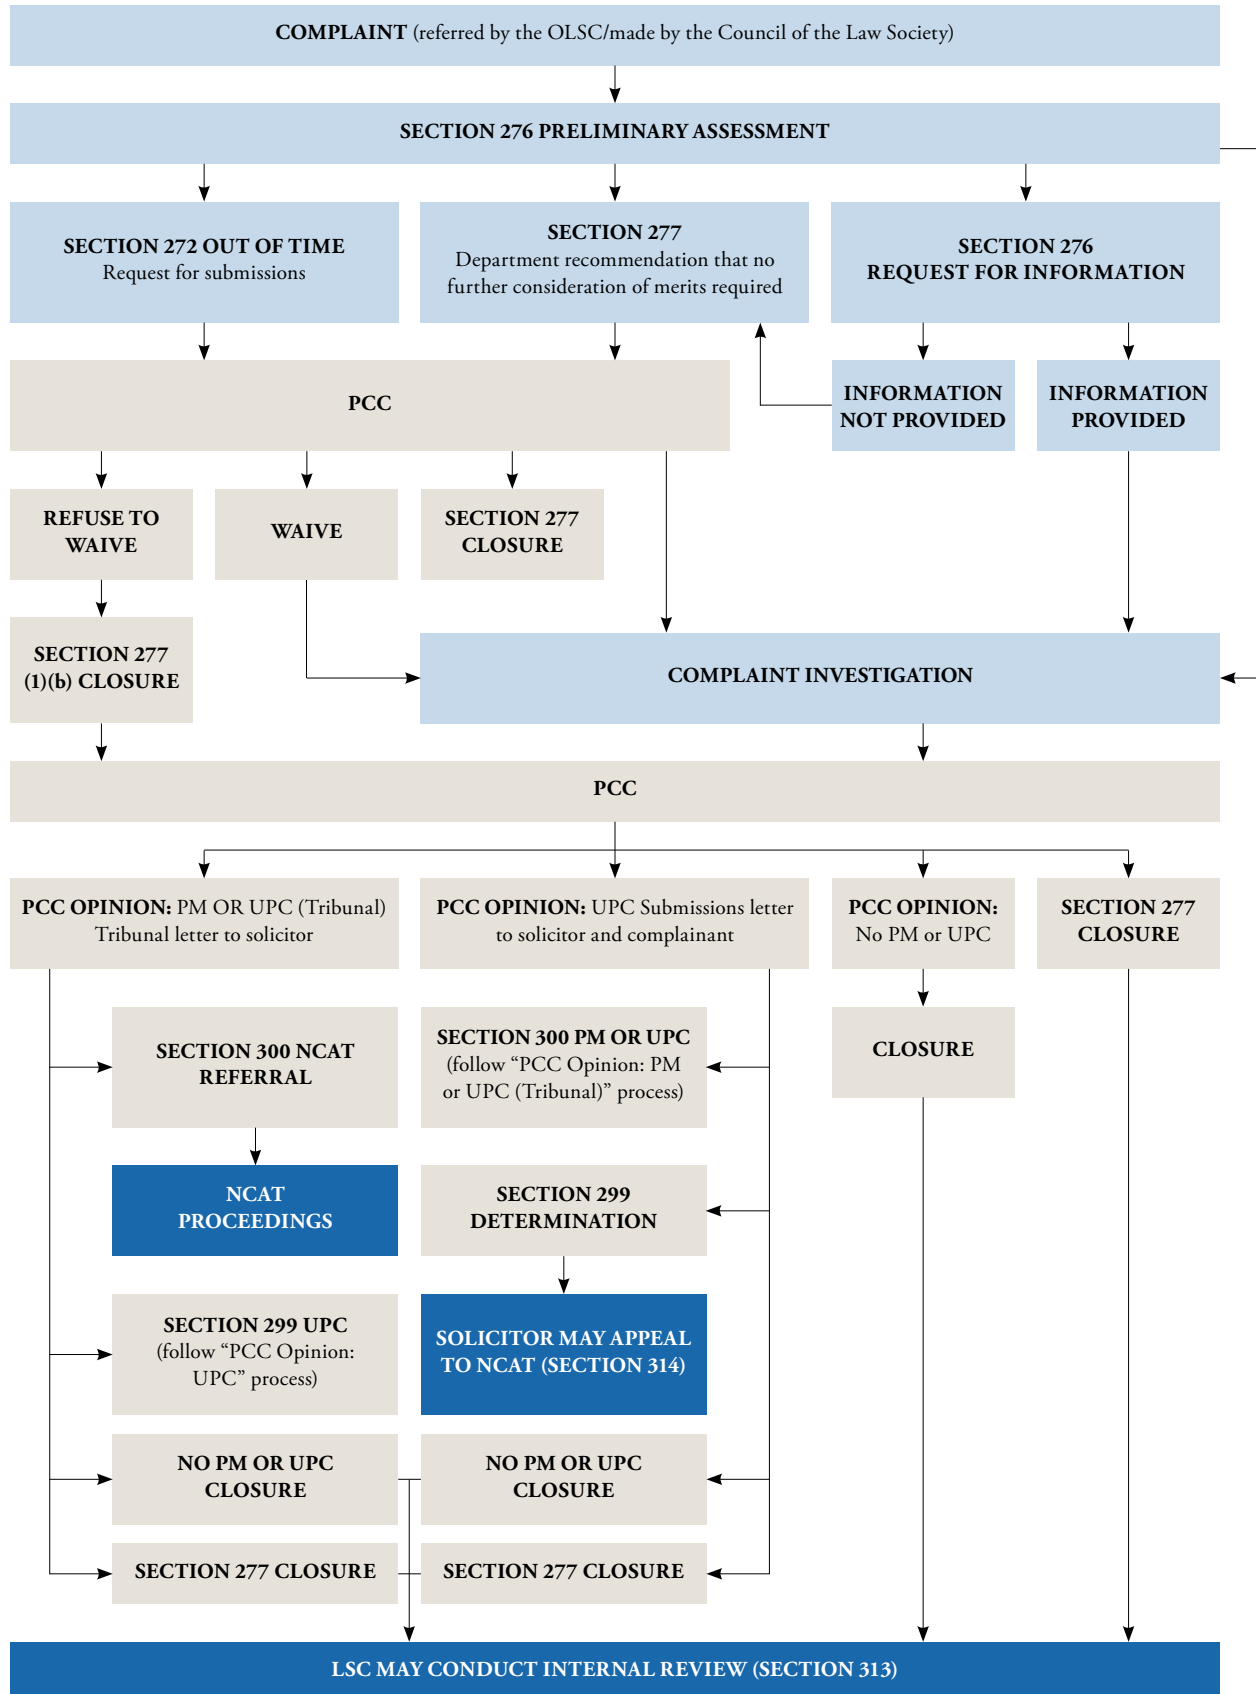 COMPLAINT (referred by the OLSC/made by the Council of the Law Society)
SECTION 276 PRELIMINARY ASSESSMENT
SECTION 272 OUT OF TIME
Request for submissions
SECTION 277
Department recommendation that no
further consideration of merits required
SECTION 276
REQUEST FOR INFORMATION
PCC
INFORMATION
NOT PROVIDED
INFORMATION
PROVIDED
REFUSE TO
WAIVE
WAIVE
SECTION 277
CLOSURE
SECTION 277
(1)(b) CLOSURE
COMPLAINT INVESTIGATION
PCC
PCC OPINION: PM OR UPC (Tribunal)
Tribunal letter to solicitor
PCC OPINION: UPC Submissions letter
to solicitor and complainant
PCC OPINION:
No PM or UPC
SECTION 277
CLOSURE
SECTION 300 NCAT
REFERRAL
SECTION 300 PM OR UPC
(follow “PCC Opinion: PM
or UPC (Tribunal)” process)
CLOSURE
NCAT
PROCEEDINGS
SECTION 299
DETERMINATION
SECTION 299 UPC
(follow “PCC Opinion:
UPC” process)
SOLICITOR MAY APPEAL
TO NCAT (SECTION 314)
NO PM OR UPC
CLOSURE
NO PM OR UPC
CLOSURE
SECTION 277 CLOSURE
SECTION 277 CLOSURE
LSC MAY CONDUCT INTERNAL REVIEW (SECTION 313)